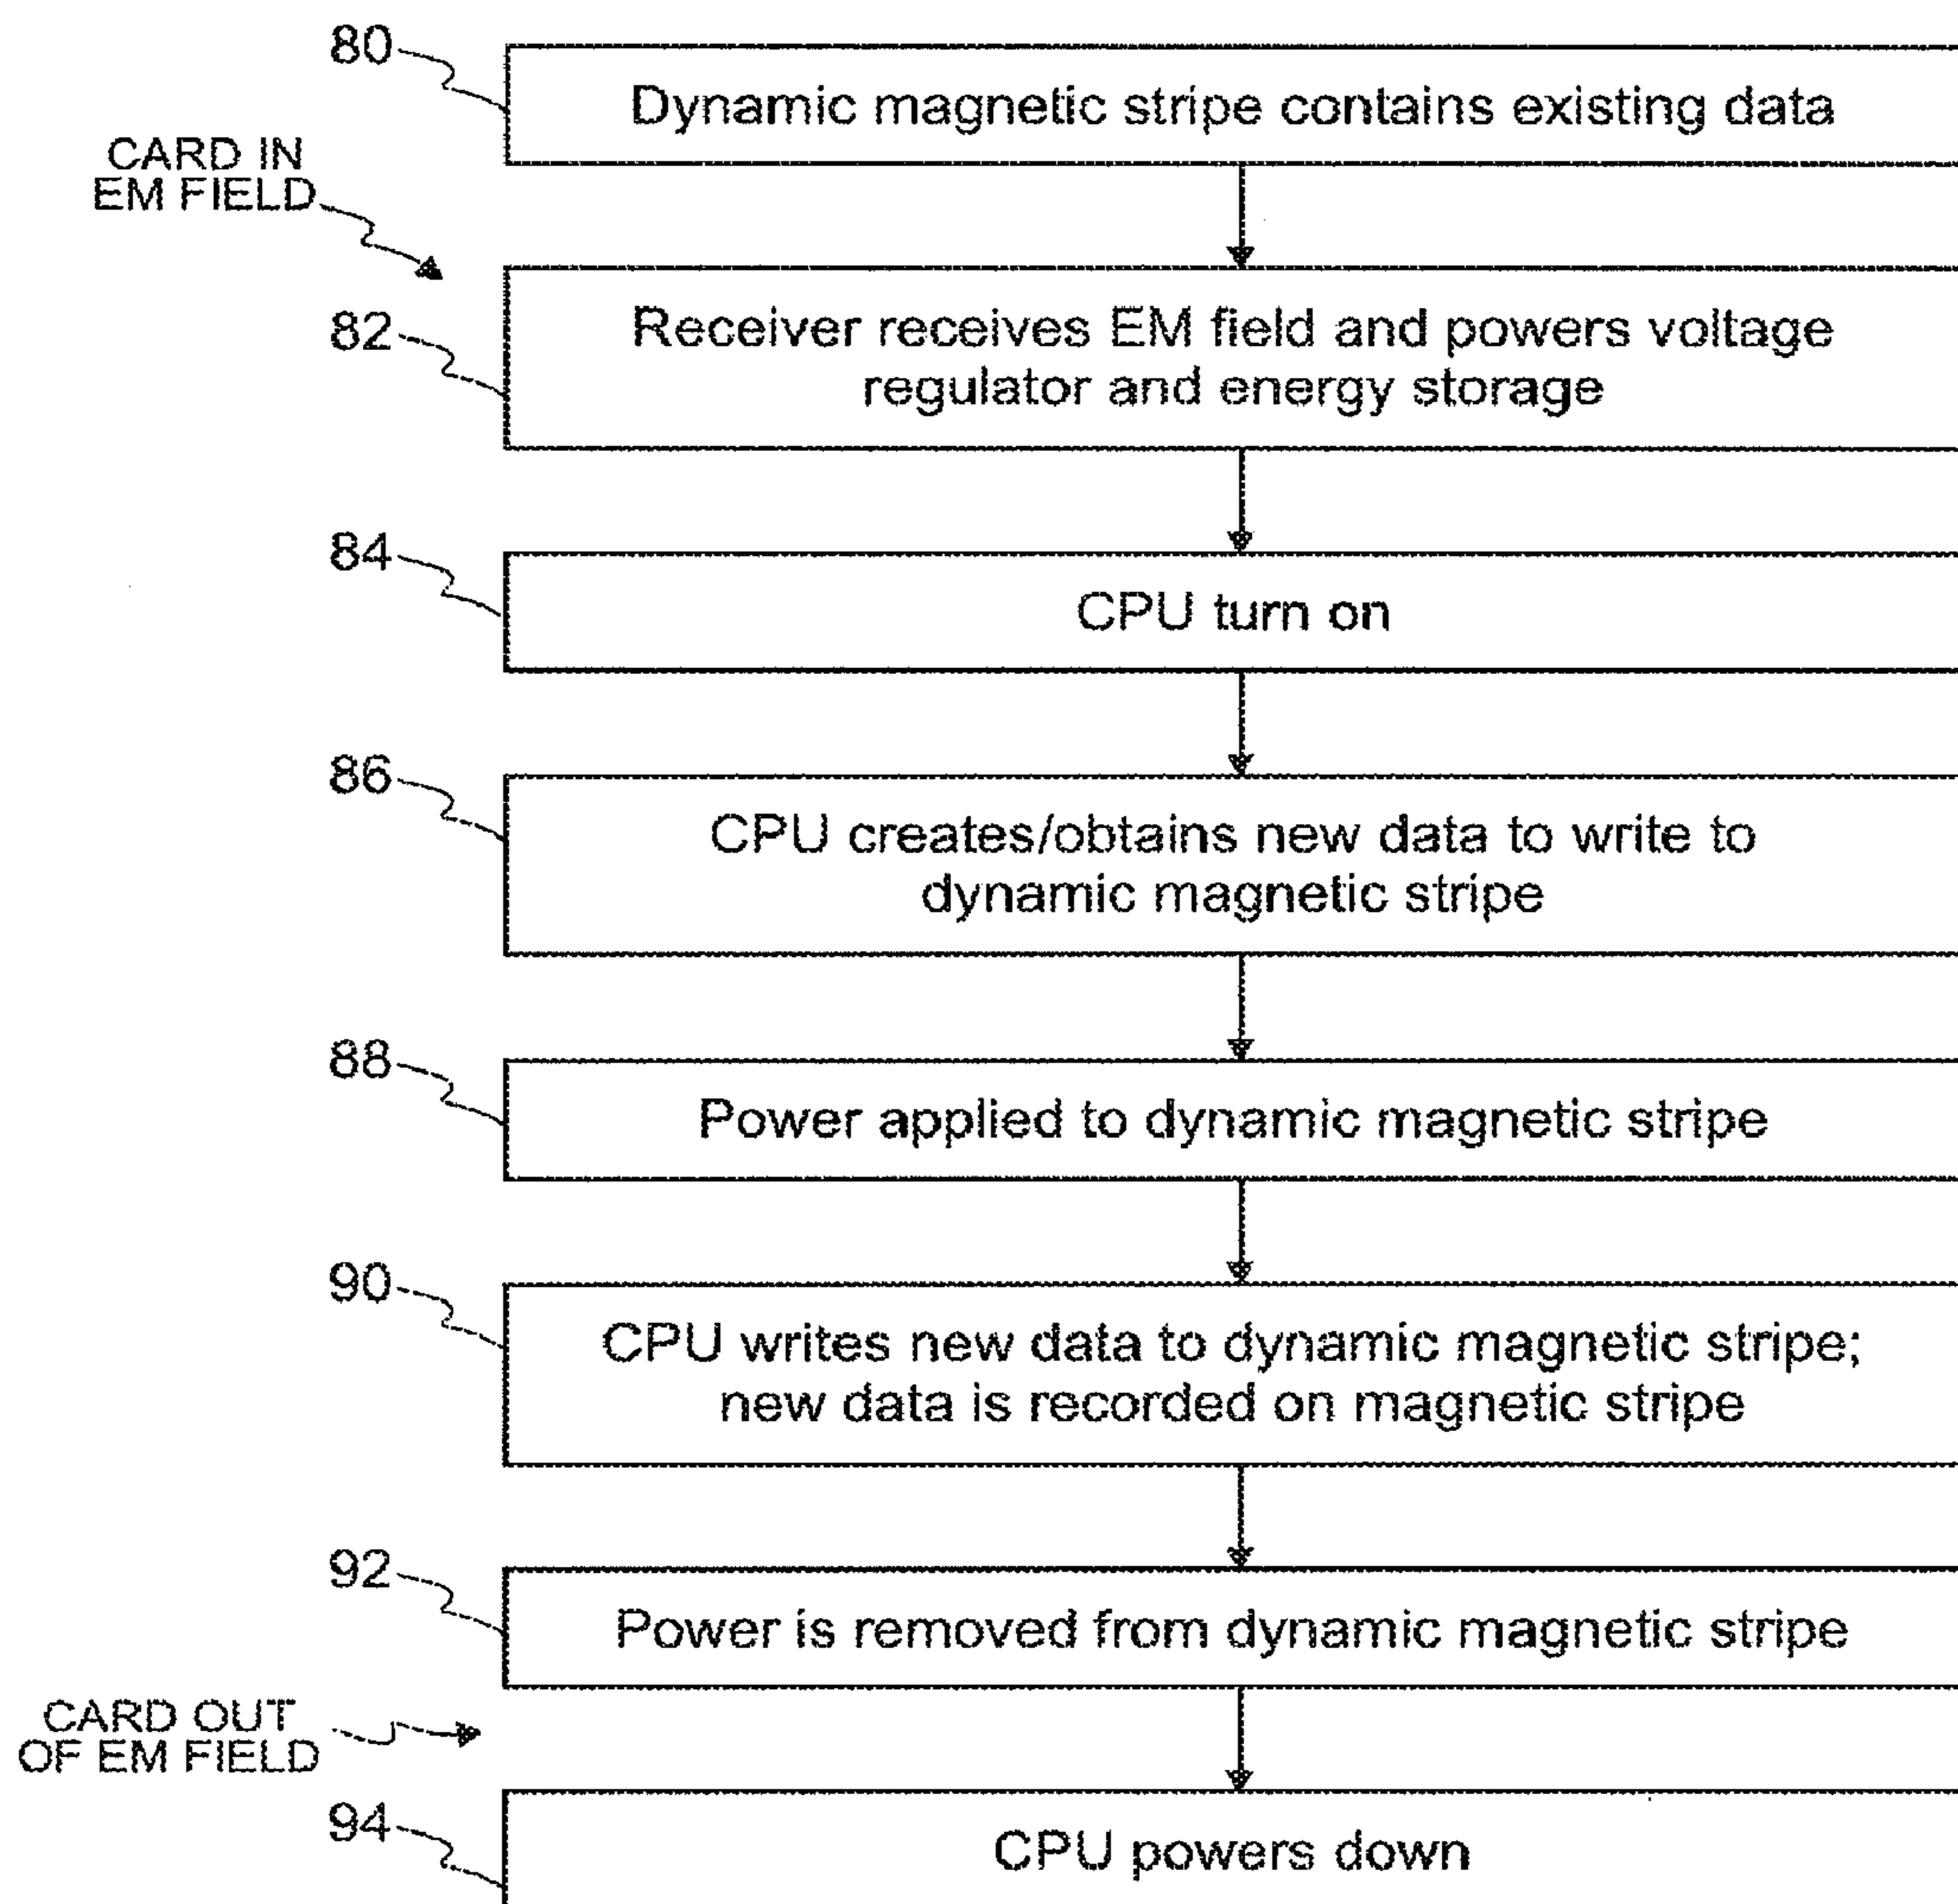 80
Dynamic magnetic stripe contains existing data
CARD IN
EM FIELD
82
Receiver receives EM field and powers voltage
regulator and energy storage
84
CPU turn on
86
CPU creates/obtains new data to write to
dynamic magnetic stripe
88
Power applied to dynamic magnetic stripe
90
CPU writes new data to dynamic magnetic stripe;
new data is recorded on magnetic stripe
92
Power is removed from dynamic magnetic stripe
CARD OUT
OF EM FIELD
94
CPU powers down